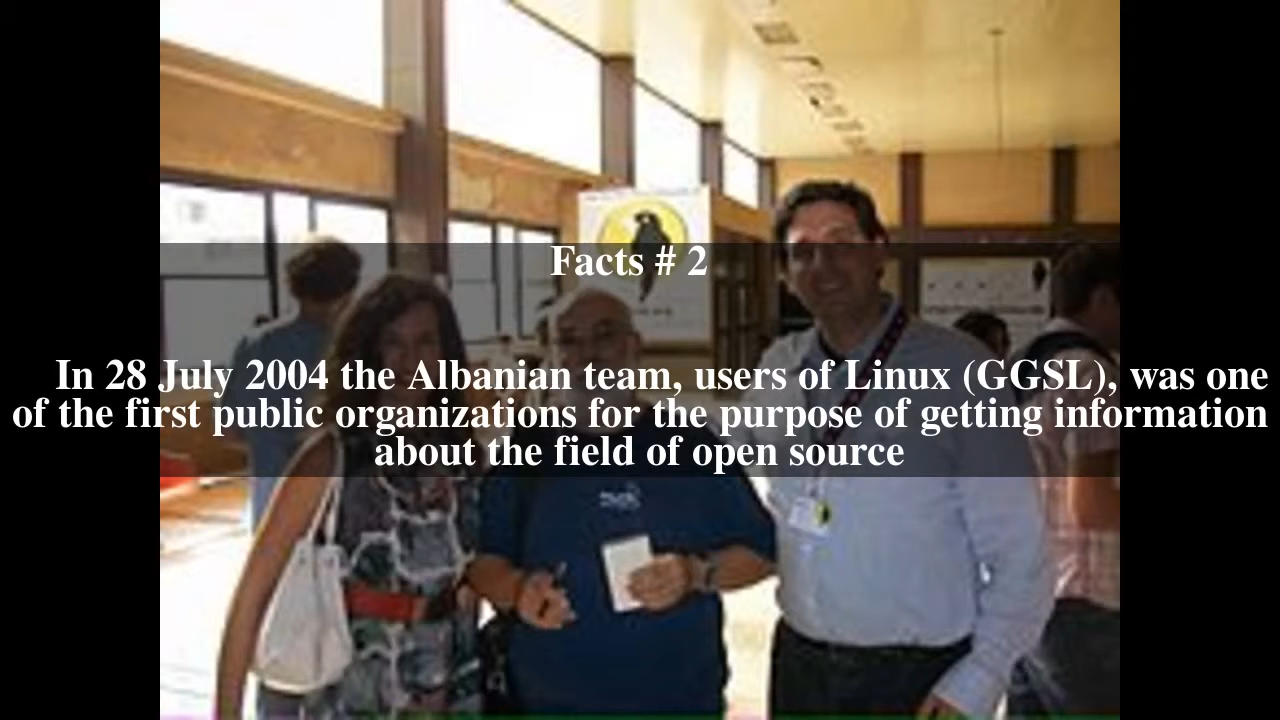 Facts # 2
In 28 July 2004 the Albanian team, users of Linux (GGSL), was one
of the first public organizations for the purpose of getting information
about the field of open source